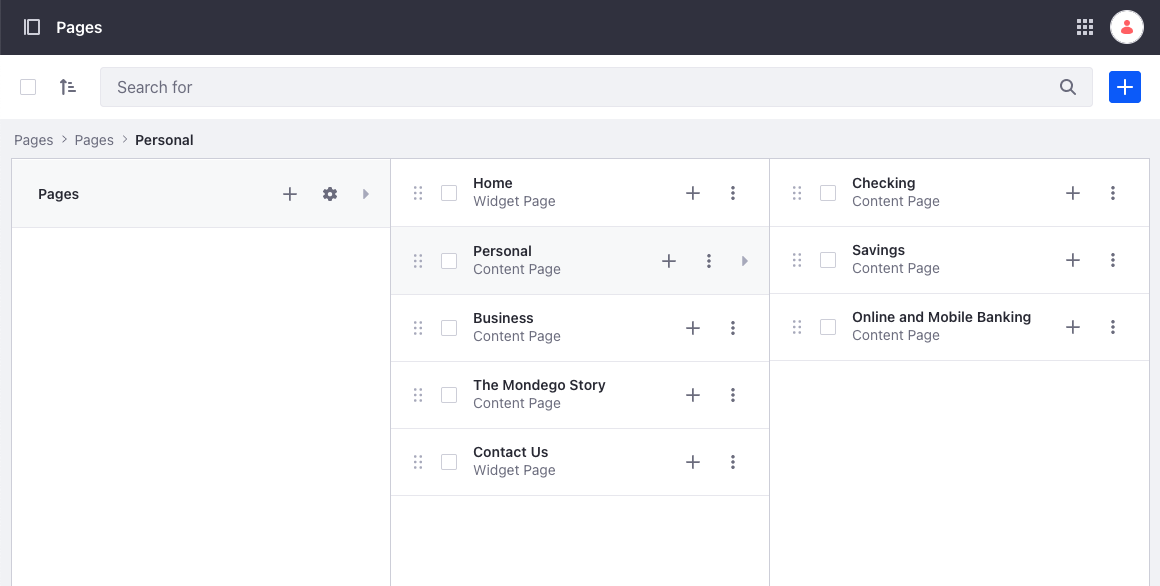 Pages
Search for
Pages > Pages > Personal
Pages
Home
Widget Page
Personal
Content Page
Business
Content Page
The Mondego Story
Content Page
Contact Us
Widget Page
Checking
Content Page
Savings
Content Page
Online and Mobile Banking
Content Page